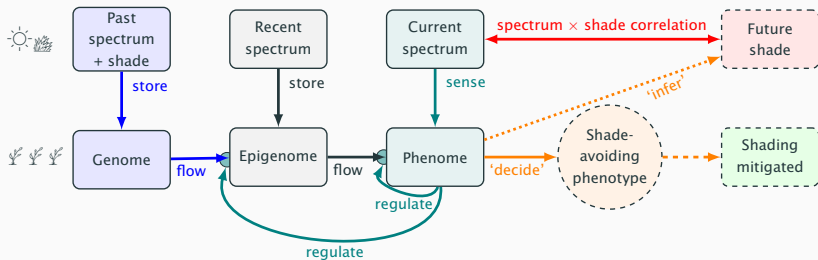 Past
spectrum
+ shade
Recent
spectrum
Current
spectrum
spectrum × shade correlation
Future
shade
store
store
sense
'infer'
Genome
flow
Epigenome
flow
Phenome
'decide'
Shade-
avoiding
phenotype
Shading
mitigated
regulate
regulate